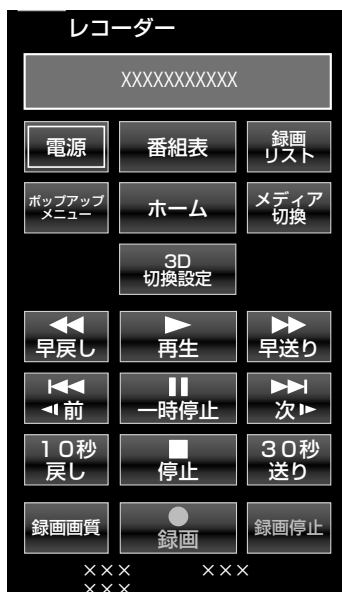 レコーダー
XXXXXXXXXXX
電源
番組表
録画
リスト
ポップアップ
メニュー
ホーム
メディア
切換
3D
切換設定
早戻し
再生
早送り
前
一時停止
次
10秒
戻し
停止
30秒
送り
録画画質
録画
録画停止
××× ×××
×××